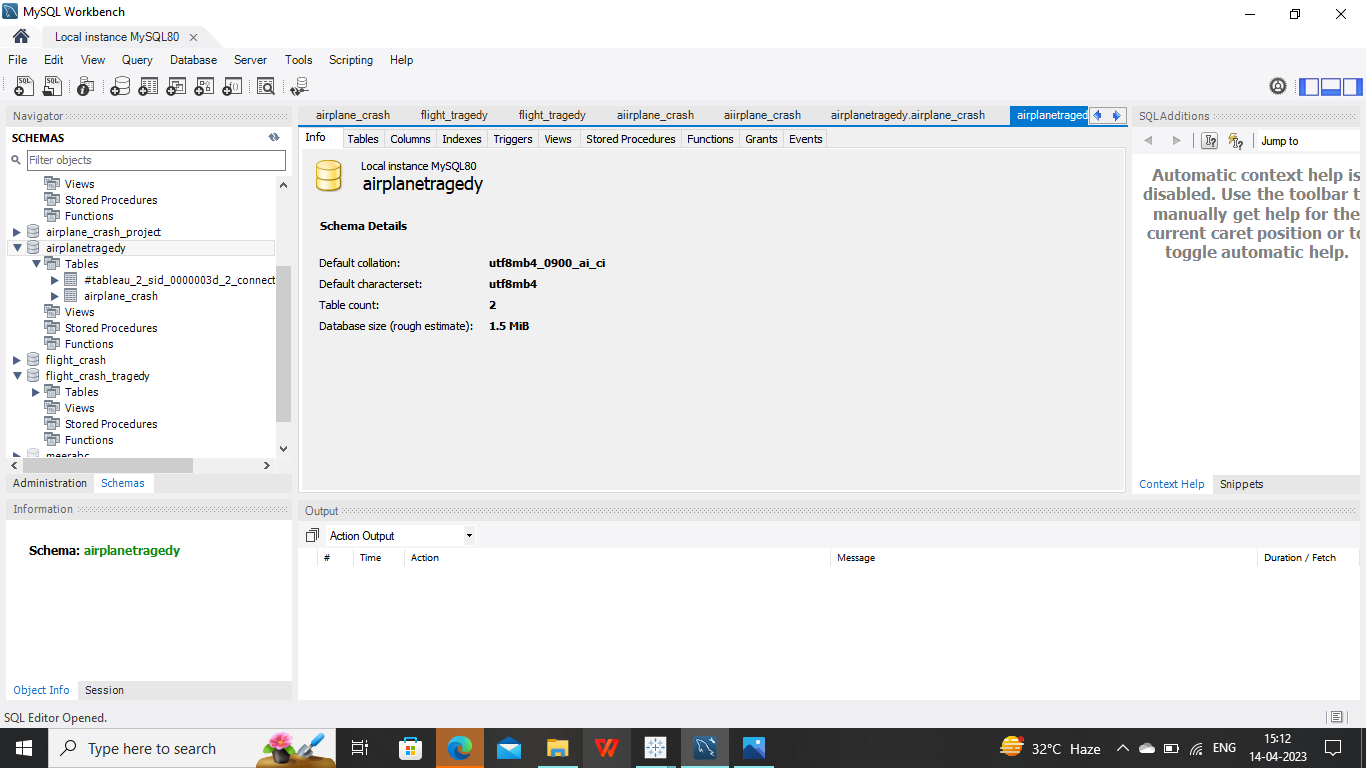 MySQL Workbench
Local instance MySQL80
File Edit View Query Database Server Tools Scripting Help
Navigator
SCHEMAS
Filter objects
Views
Stored Procedures
Functions
airplane_crash_project
airplanetragedy
Tables
#tableau_2_sid_0000003d_2_connect
airplane_crash
Views
Stored Procedures
Functions
flight_crash
flight_crash_tragedy
Tables
Views
Stored Procedures
Functions
Administration Schemas
Information
Schema: airplanetragedy
Object Info Session
airplane_crash flight_tragedy flight_tragedy aiirplane_crash aiirplane_crash airplanetragedy.airplane_crash airplanetraged
Info Tables Columns Indexes Triggers Views Stored Procedures Functions Grants Events
Local instance MySQL80
airplanetragedy
Schema Details
Default collation: utf8mb4_0900_ai_ci
Default characterset: utf8mb4
Table count: 2
Database size (rough estimate): 1.5 MiB
SQLAdditions
Jump to
Automatic context help is
disabled. Use the toolbar t
manually get help for the
current caret position or to
toggle automatic help.
Context Help Snippets
Output
Action Output
# Time Action Message Duration / Fetch
SQL Editor Opened.
Type here to search
32°C Haze
ENG
15:12
14-04-2023